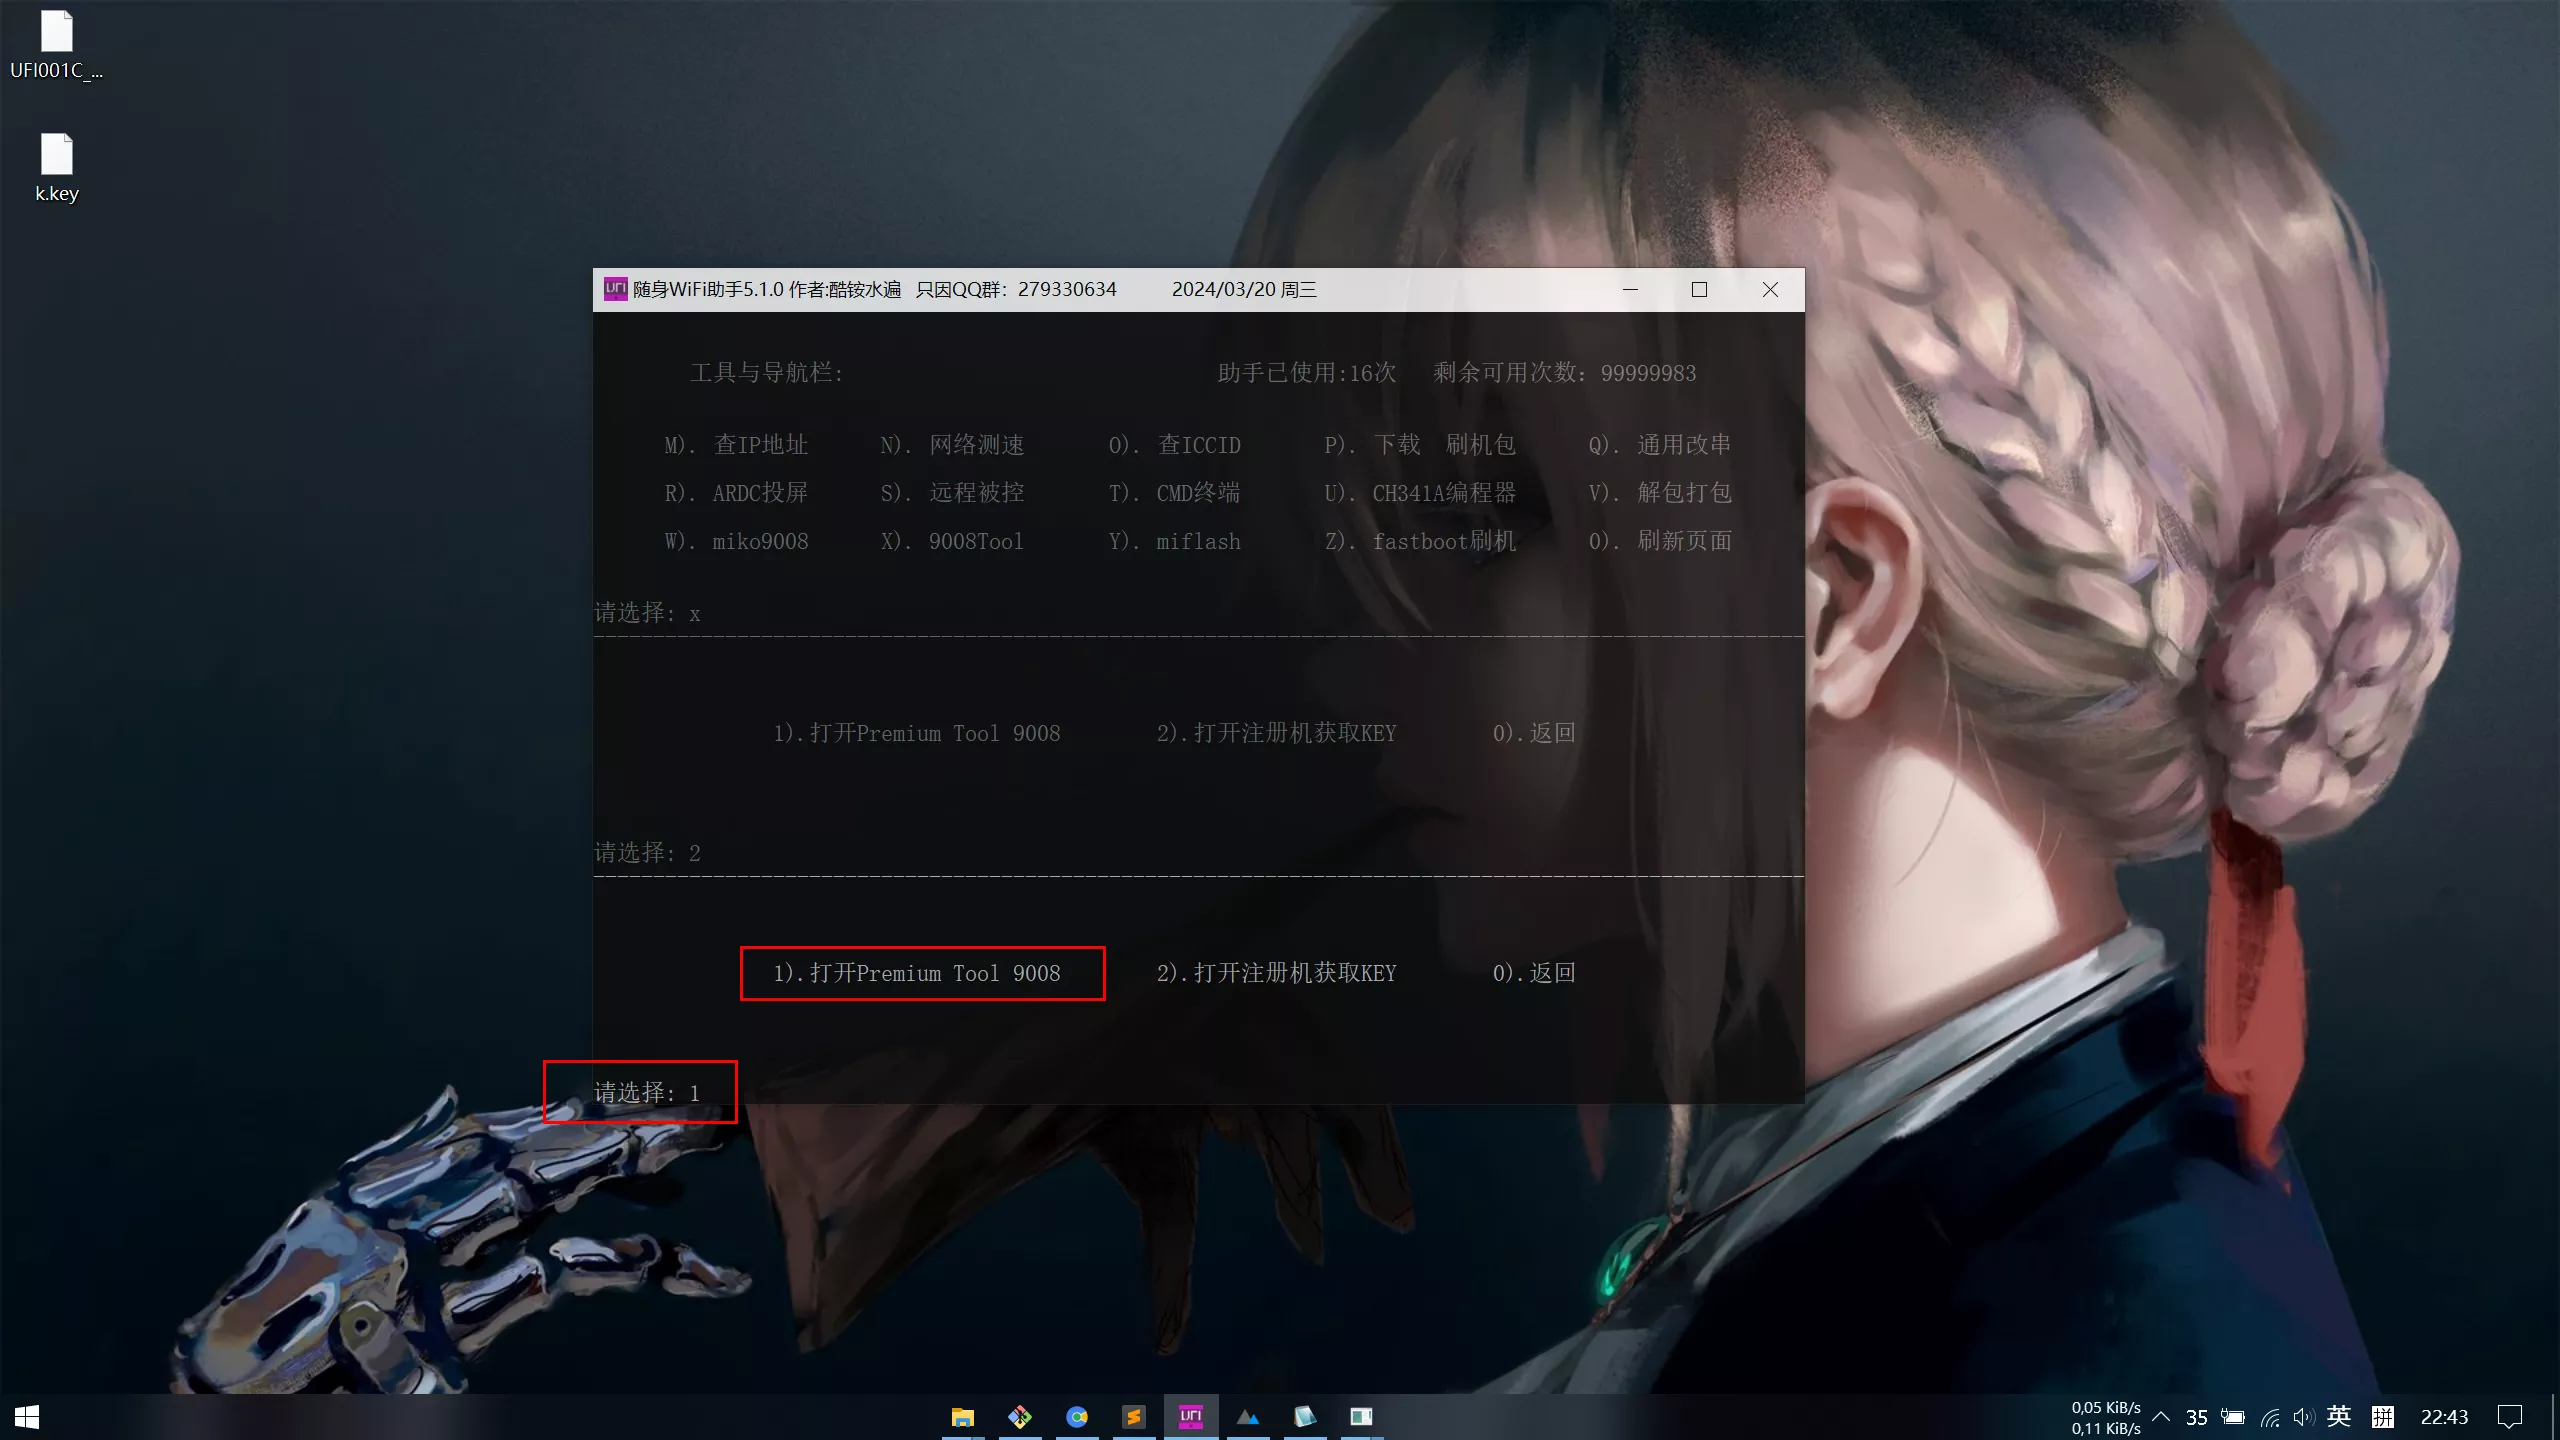 UFI001C_...
k.key
随身WiFi助手5.1.0 作者:酷铵水遍 只因QQ群：279330634 2024/03/20 周三
工具与导航栏: 助手已使用:16次 剩余可用次数：99999983
M). 查IP地址 N). 网络测速 O). 查ICCID P). 下载 刷机包 Q). 通用改串
R). ARDC投屏 S). 远程被控 T). CMD终端 U). CH341A编程器 V). 解包打包
W). miko9008 X). 9008Tool Y). miflash Z). fastboot刷机 0). 刷新页面
请选择: x
1).打开Premium Tool 9008 2).打开注册机获取KEY 0).返回
请选择: 2
1).打开Premium Tool 9008 2).打开注册机获取KEY 0).返回
请选择: 1
UFI
0,05 KiB/s
0,11 KiB/s
35 英 拼 22:43